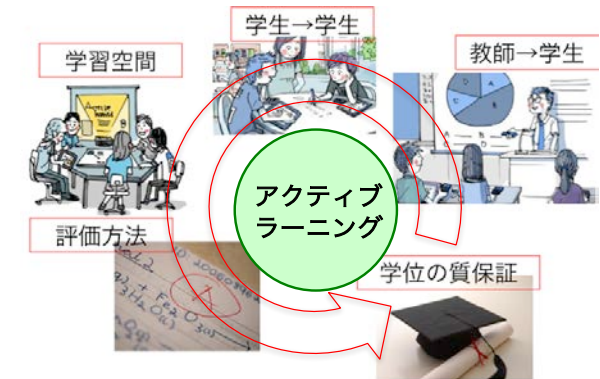 学生→学生
学習空間
教師→学生
アクティブ
ラーニング
評価方法
学位の質保証
A